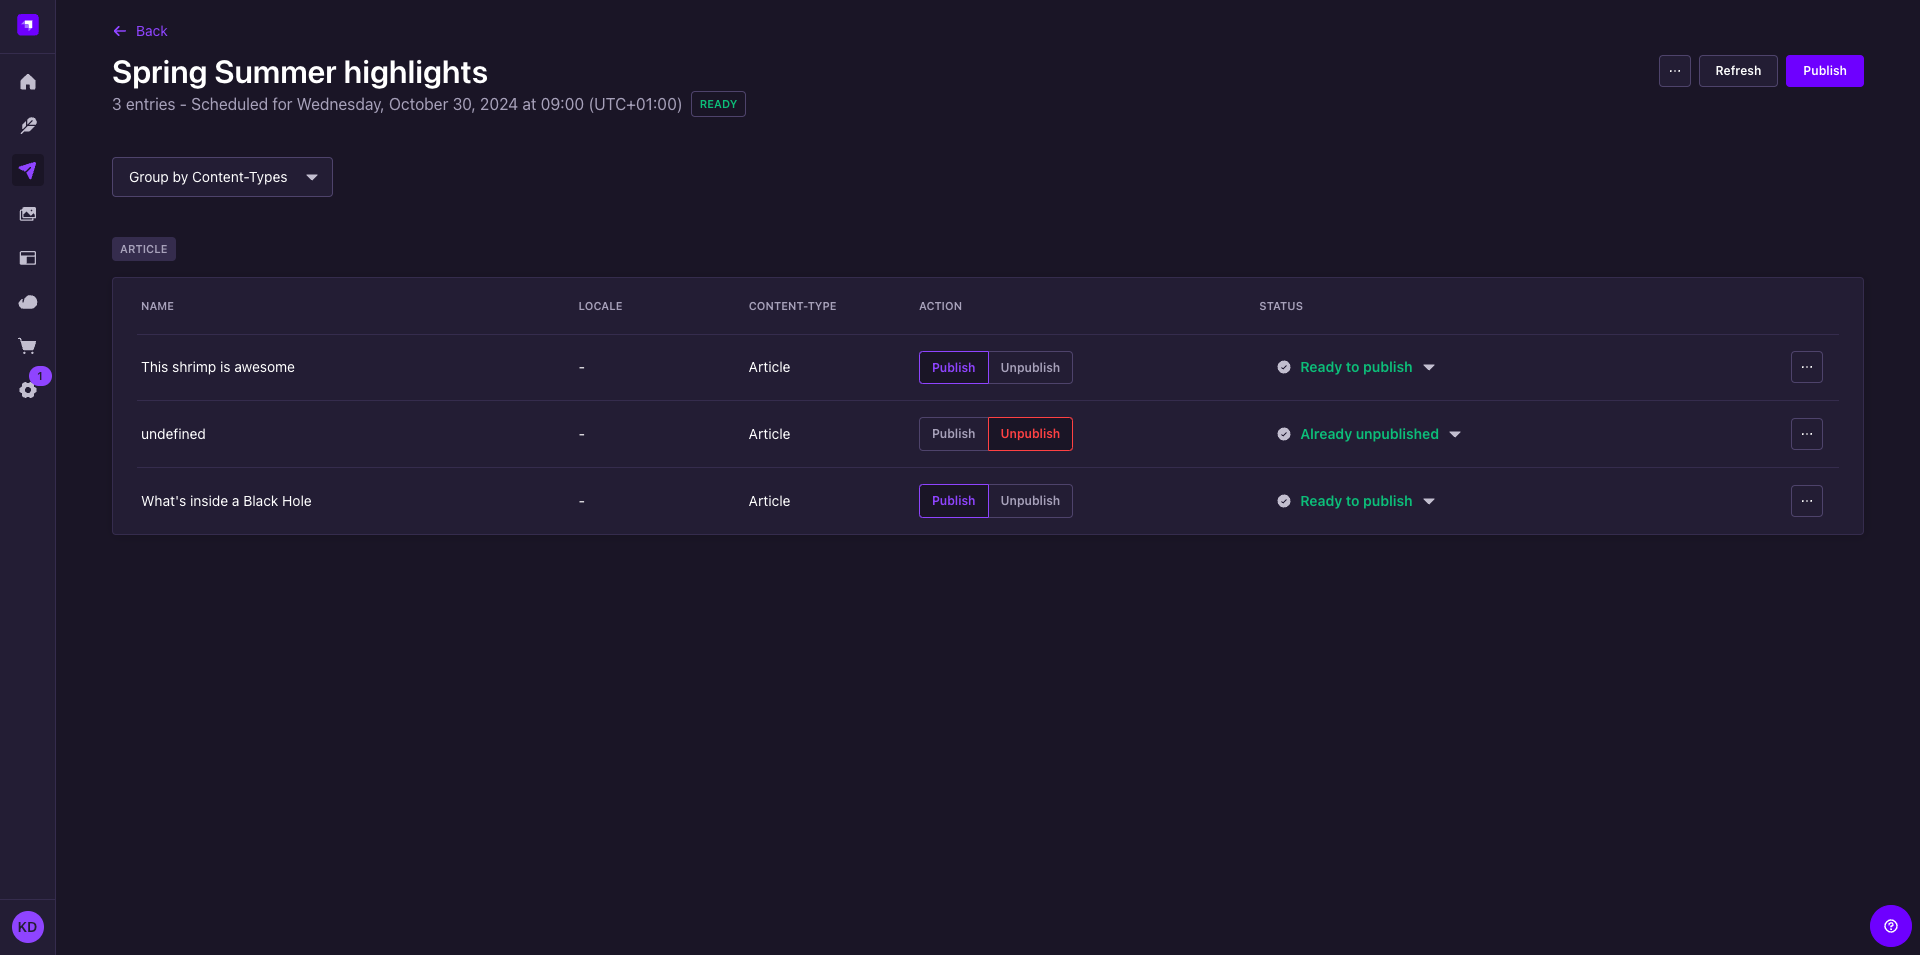 Back
Spring Summer highlights
3 entries - Scheduled for Wednesday, October 30, 2024 at 09:00 (UTC+01:00) READY
Refresh Publish
Group by Content-Types
ARTICLE
NAME LOCALE CONTENT-TYPE ACTION STATUS
This shrimp is awesome - Article Publish Unpublish Ready to publish
undefined - Article Publish Unpublish Already unpublished
What's inside a Black Hole - Article Publish Unpublish Ready to publish
1
KD